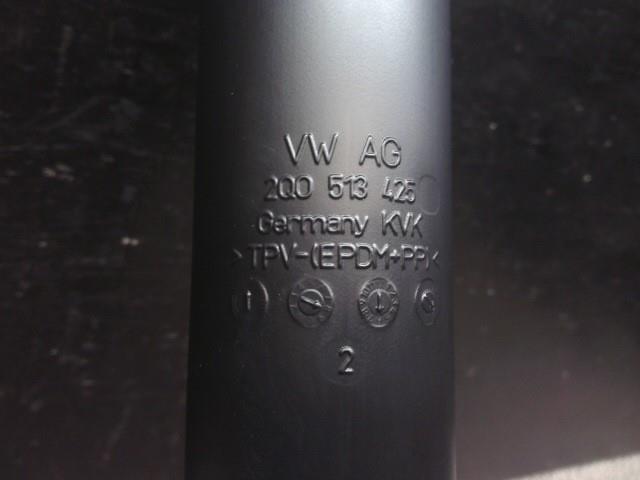 VW AG
2Q0 513 425
Germany KVK
>TPV-(EPDM+PP)<
2